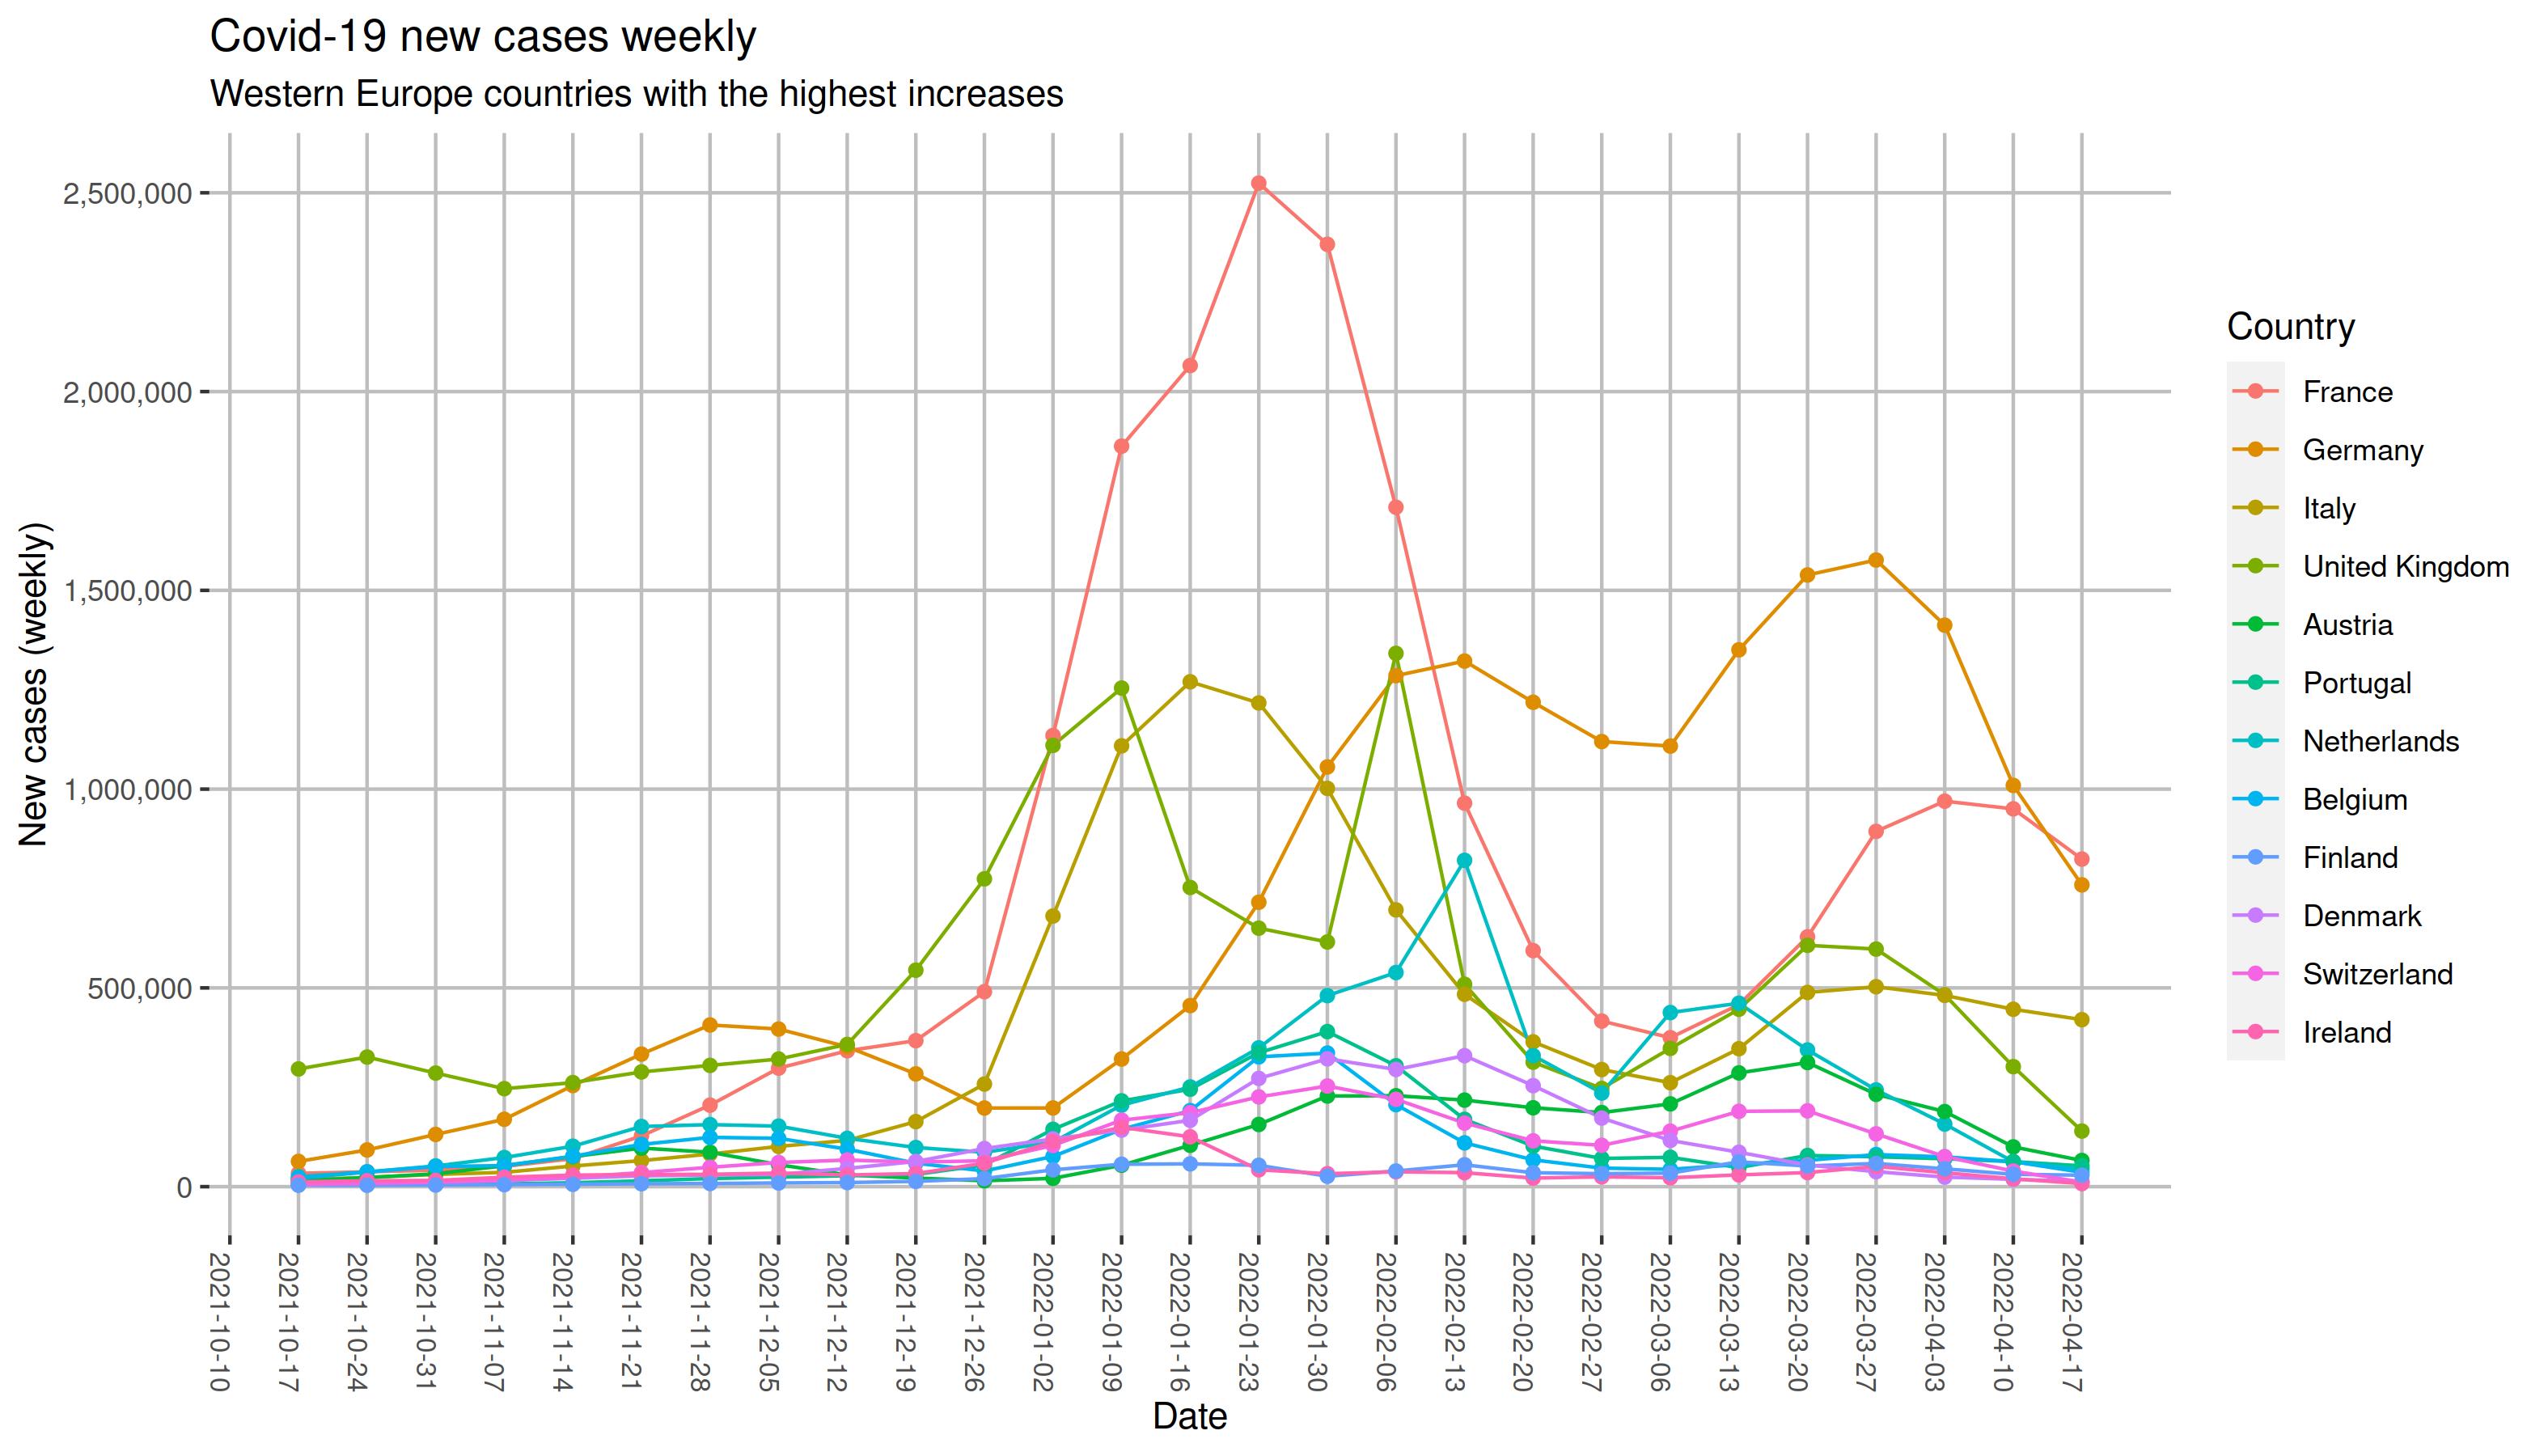 Covid-19 new cases weekly
Western Europe countries with the highest increases
New cases (weekly)
2,500,000
2,000,000
1,500,000
1,000,000
500,000
0
2021-10-10
2021-10-17
2021-10-24
2021-10-31
2021-11-07
2021-11-14
2021-11-21
2021-11-28
2021-12-05
2021-12-12
2021-12-19
2021-12-26
2022-01-02
2022-01-09
2022-01-16
2022-01-23
2022-01-30
2022-02-06
2022-02-13
2022-02-20
2022-02-27
2022-03-06
2022-03-13
2022-03-20
2022-03-27
2022-04-03
2022-04-10
2022-04-17
Date
Country
France
Germany
Italy
United Kingdom
Austria
Portugal
Netherlands
Belgium
Finland
Denmark
Switzerland
Ireland